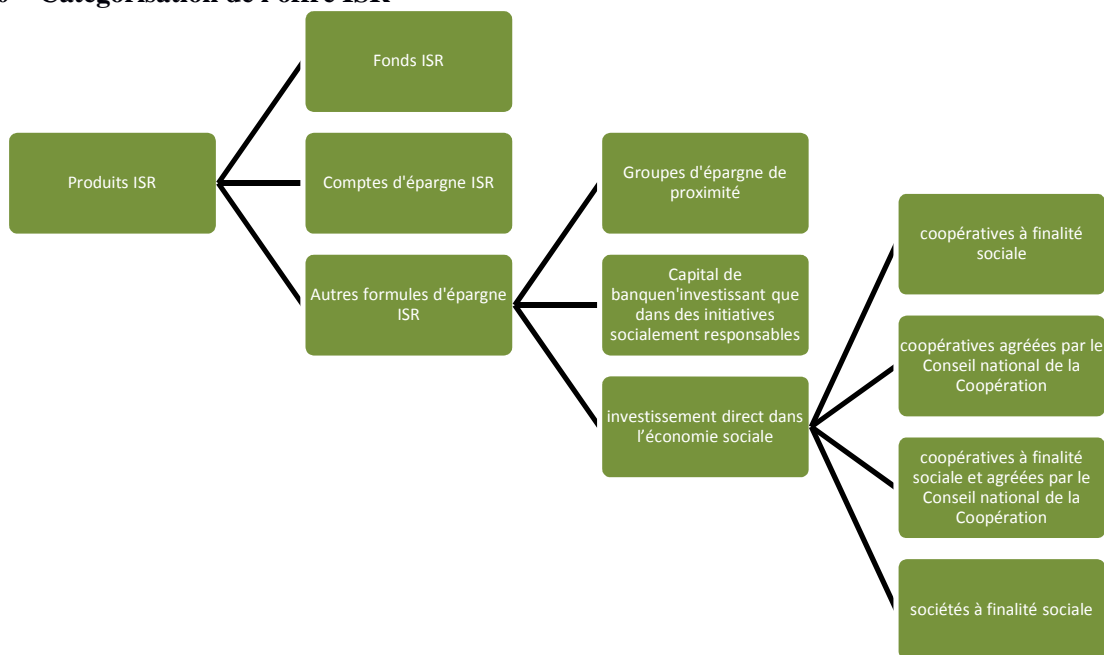 Catégorisation de l'offre ISR
Fonds ISR
Produits ISR
Comptes d'épargne ISR
Autres formules d'épargne
ISR
Groupes d'épargne de
proximité
Capital de
banquen'investissant que
dans des initiatives
socialement responsables
investissement direct dans
l’économie sociale
coopératives à finalité
sociale
coopératives agréées par le
Conseil national de la
Coopération
coopératives à finalité
sociale et agréées par le
Conseil national de la
Coopération
sociétés à finalité sociale